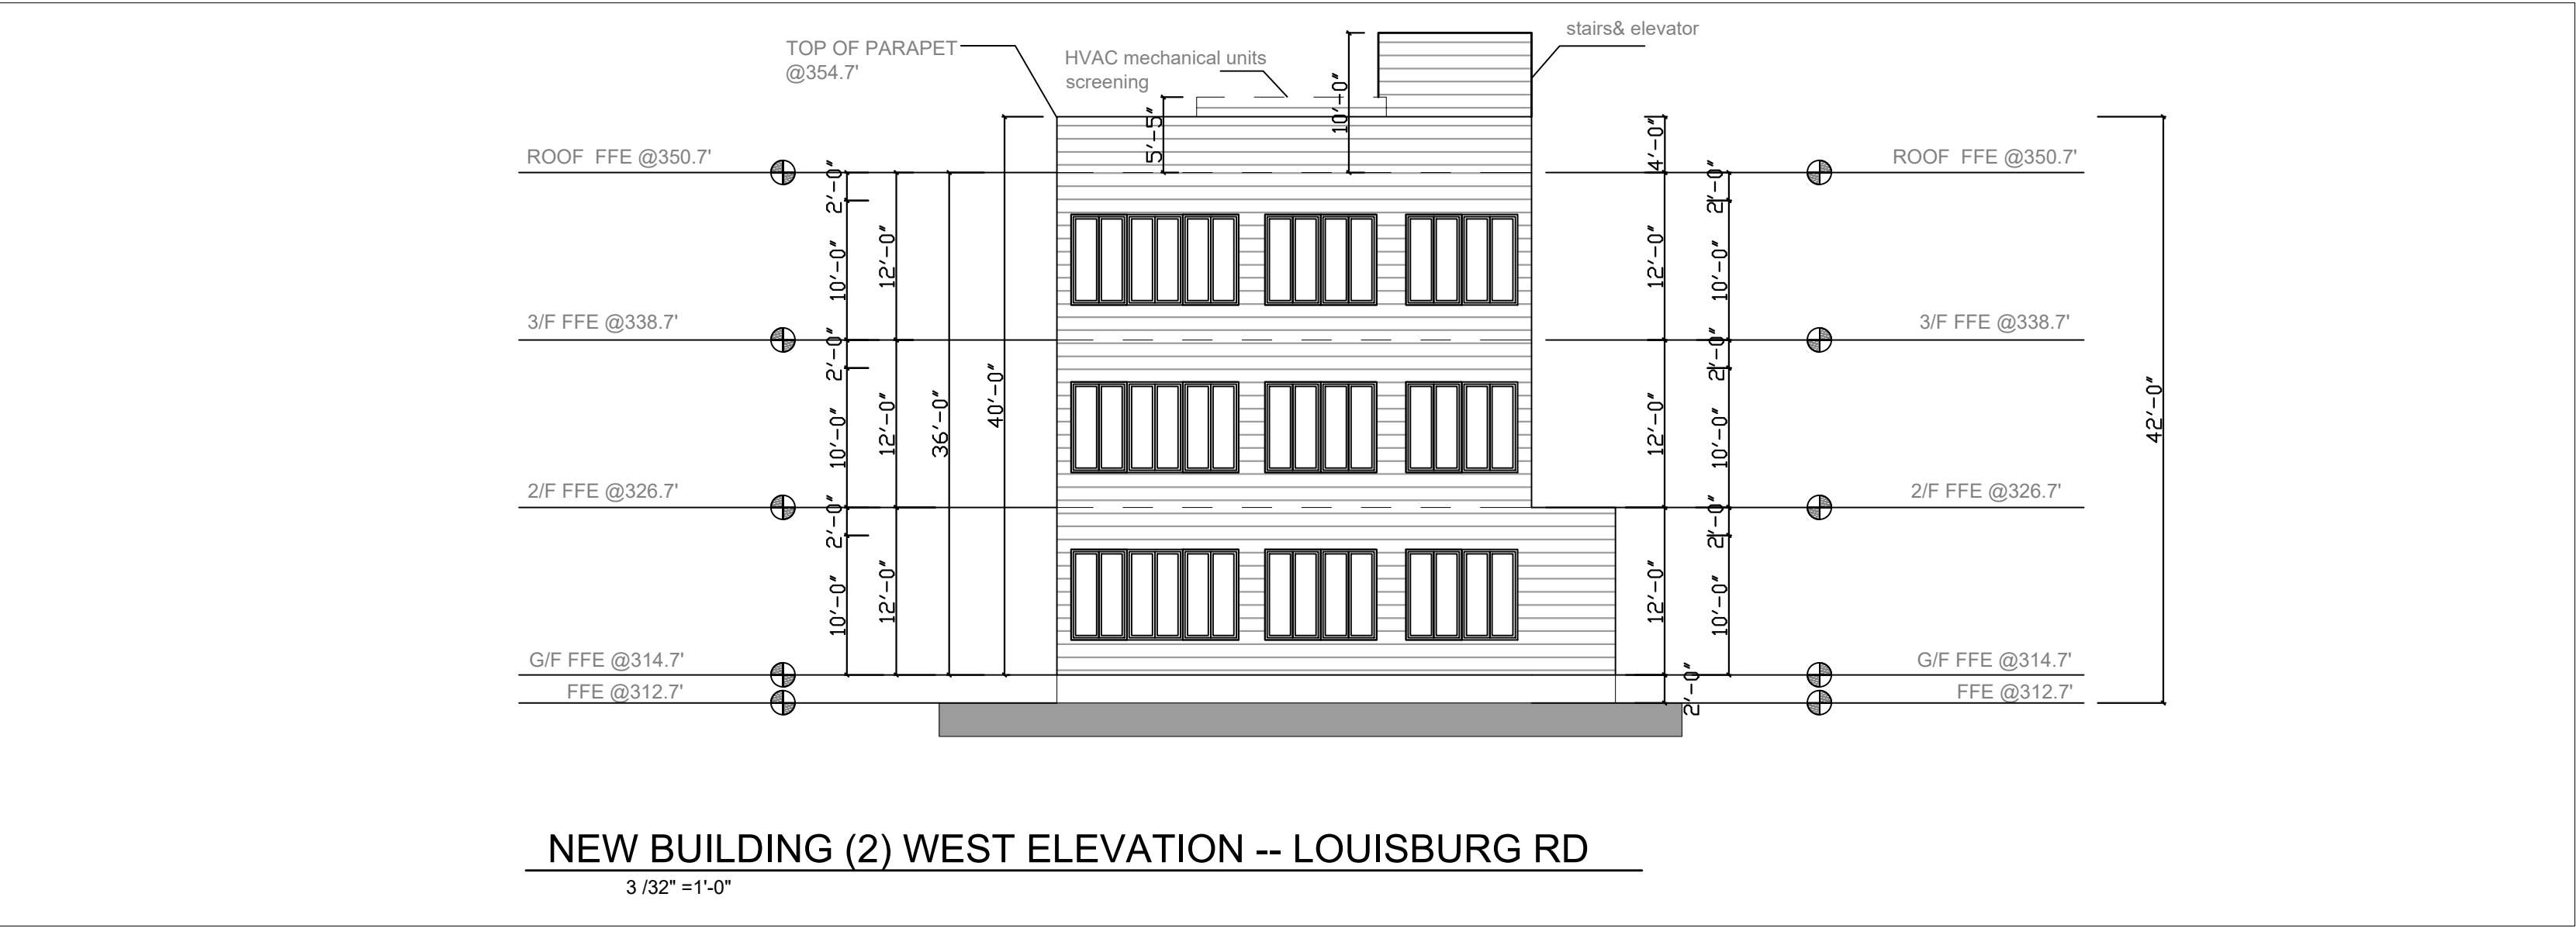 stairs& elevator
TOP OF PARAPET
@354.7'
HVAC mechanical units
screening
10'-0"
5'-5"
4'-0"
ROOF  FFE @350.7'
ROOF  FFE @350.7'
2'-0"
2'-0"
10'-0"
12'-0"
12'-0"
10'-0"
3/F FFE @338.7'
3/F FFE @338.7'
2'-0"
2'-0"
40'-0"
42'-0"
10'-0"
12'-0"
36'-0"
12'-0"
10'-0"
2/F FFE @326.7'
2/F FFE @326.7'
2'-0"
2'-0"
10'-0"
12'-0"
12'-0"
10'-0"
G/F FFE @314.7'
G/F FFE @314.7'
FFE @312.7'
2'-0"
FFE @312.7'
NEW BUILDING (2) WEST ELEVATION -- LOUISBURG RD
3 /32" =1'-0"